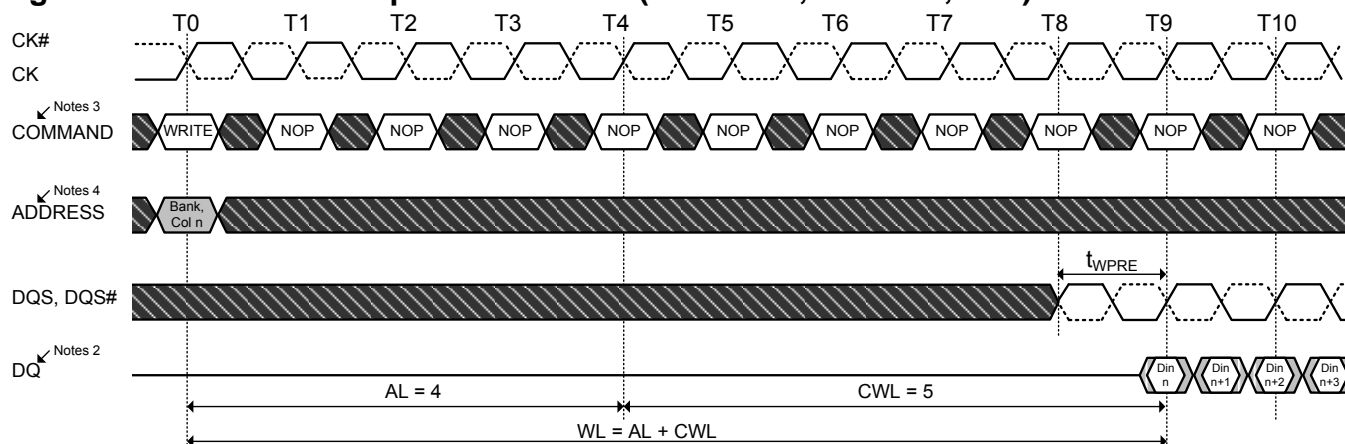 T0 T1 T2 T3 T4 T5 T6 T7 T8 T9 T10
CK#
CK
Notes 3
COMMAND WRITE NOP NOP NOP NOP NOP NOP NOP NOP NOP NOP
Notes 4
ADDRESS Bank, Col n
tWPRE
DQS, DQS#
Notes 2
DQ Din n Din n+1 Din n+2 Din n+3
AL = 4 CWL = 5
WL = AL + CWL